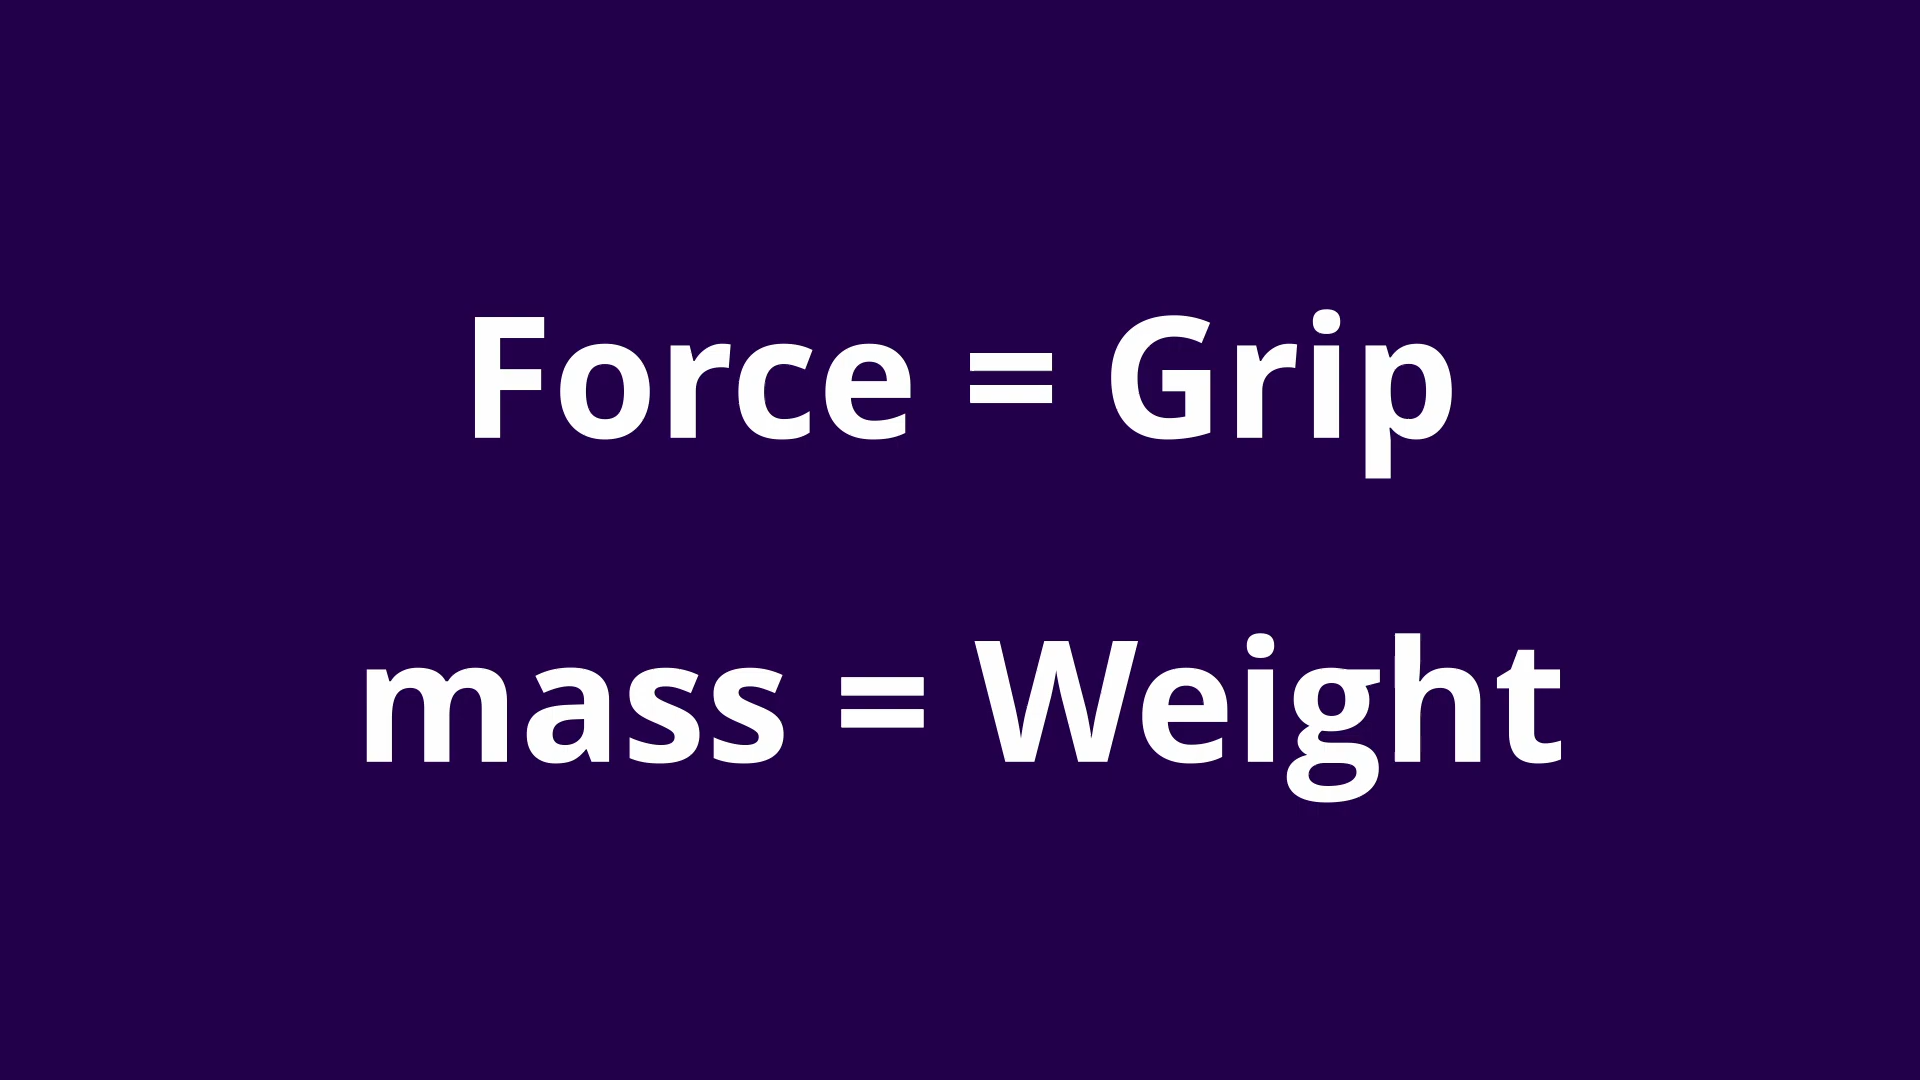 Force = Grip
mass = Weight